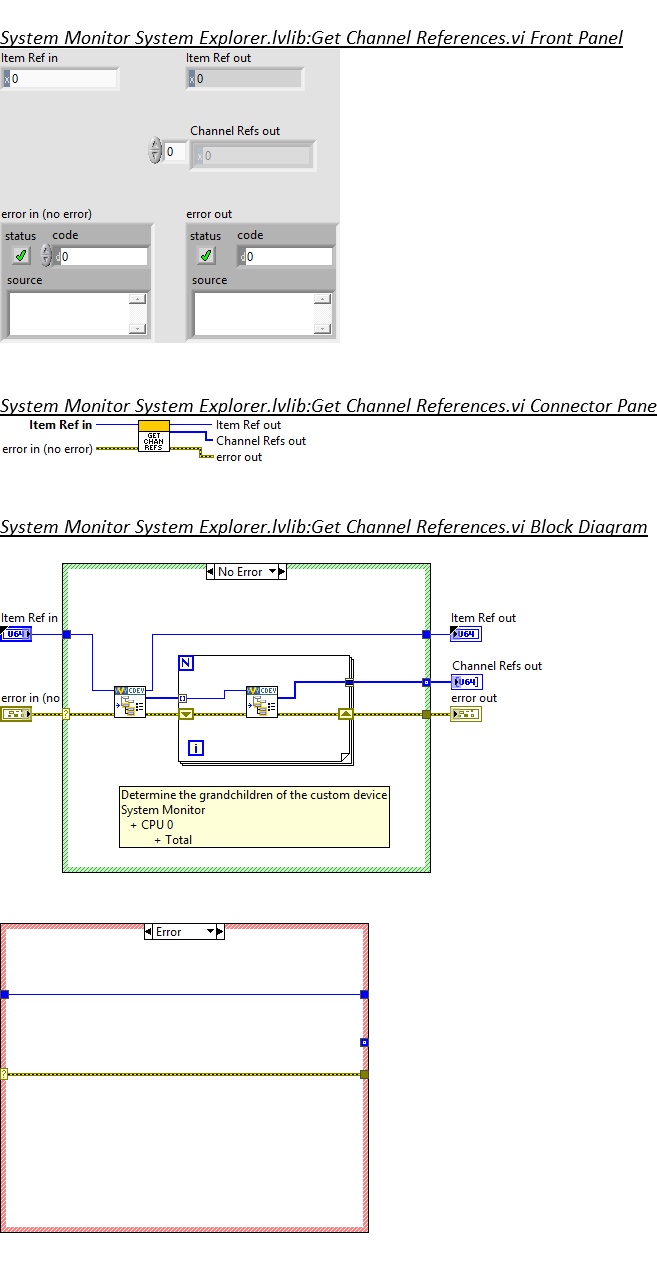 System Monitor System Explorer.lvlib:Get Channel References.vi Front Panel
Item Ref in
Item Ref out
x 0
x 0
Channel Refs out
0
x 0
error in (no error)
error out
status
code
status
code
d 0
d 0
source
source
System Monitor System Explorer.lvlib:Get Channel References.vi Connector Pane
Item Ref in
Item Ref out
GET
CHAN
REFS
Channel Refs out
error in (no error)
error out
System Monitor System Explorer.lvlib:Get Channel References.vi Block Diagram
No Error
Item Ref in
Item Ref out
U64
U64
N
Channel Refs out
CDEV
CDEV
U64
error in (no
error out
?
i
Determine the grandchildren of the custom device
System Monitor
+ CPU 0
+ Total
Error
?